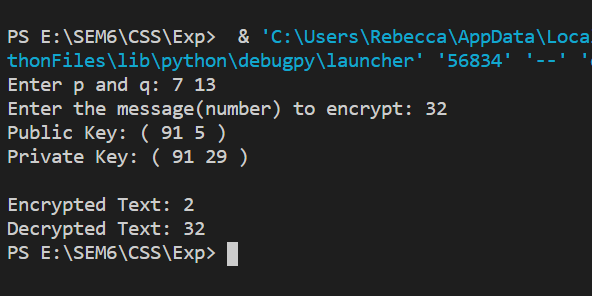 PS E:\SEM6\CSS\Exp>  & 'C:\Users\Rebecca\AppData\Loca
thonFiles\lib\python\debugpy\launcher' '56834' '--' '
Enter p and q: 7 13
Enter the message(number) to encrypt: 32
Public Key: ( 91 5 )
Private Key: ( 91 29 )
Encrypted Text: 2
Decrypted Text: 32
PS E:\SEM6\CSS\Exp>